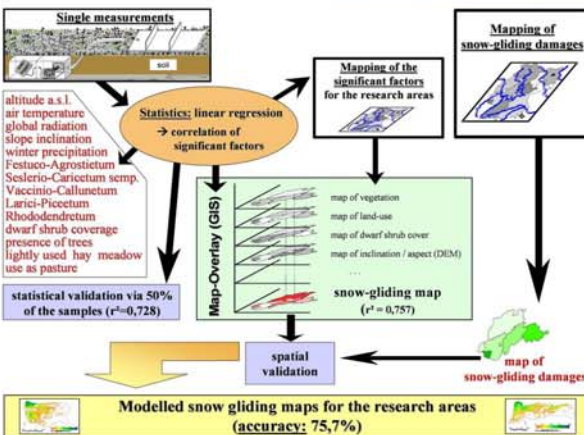 Single measurements
soil
Mapping of
snow-gliding damages
Mapping of the
significant factors
for the research areas
Statistics: linear regression
→ correlation of
significant factors
altitude a.s.l.
air temperature
global radiation
slope inclination
winter precipitation
Festuco-Agrostietum
Seslerio-Caricetum semp.
Vaccinio-Callunetum
Larici-Piceetum
Rhododendretum
dwarf shrub coverage
presence of trees
lightly used hay meadow
use as pasture
Map-Overlay (GIS)
map of vegetation
map of land-use
map of dwarf shrub cover
map of inclination / aspect (DEM)
. . .
snow-gliding map
(r² = 0,757)
statistical validation via 50%
of the samples (r²=0,728)
spatial
validation
map of
snow-gliding damages
Modelled snow gliding maps for the research areas
(accuracy: 75,7%)